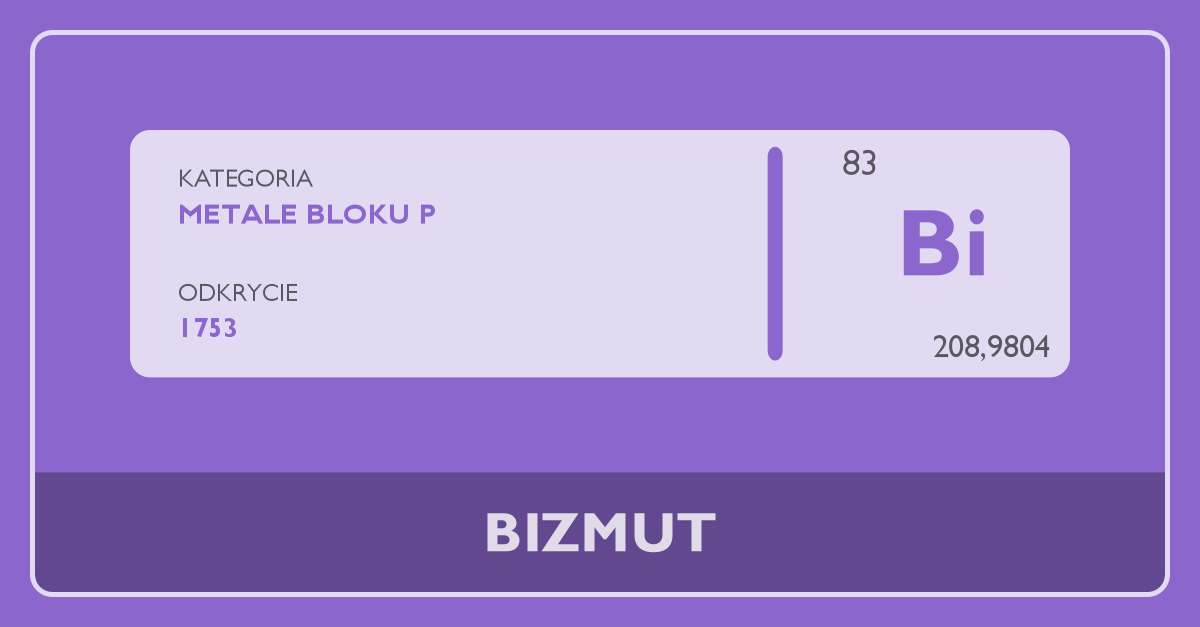 KATEGORIA
METALE BLOKU P
ODKRYCIE
1753
83
Bi
208,9804
BIZMUT